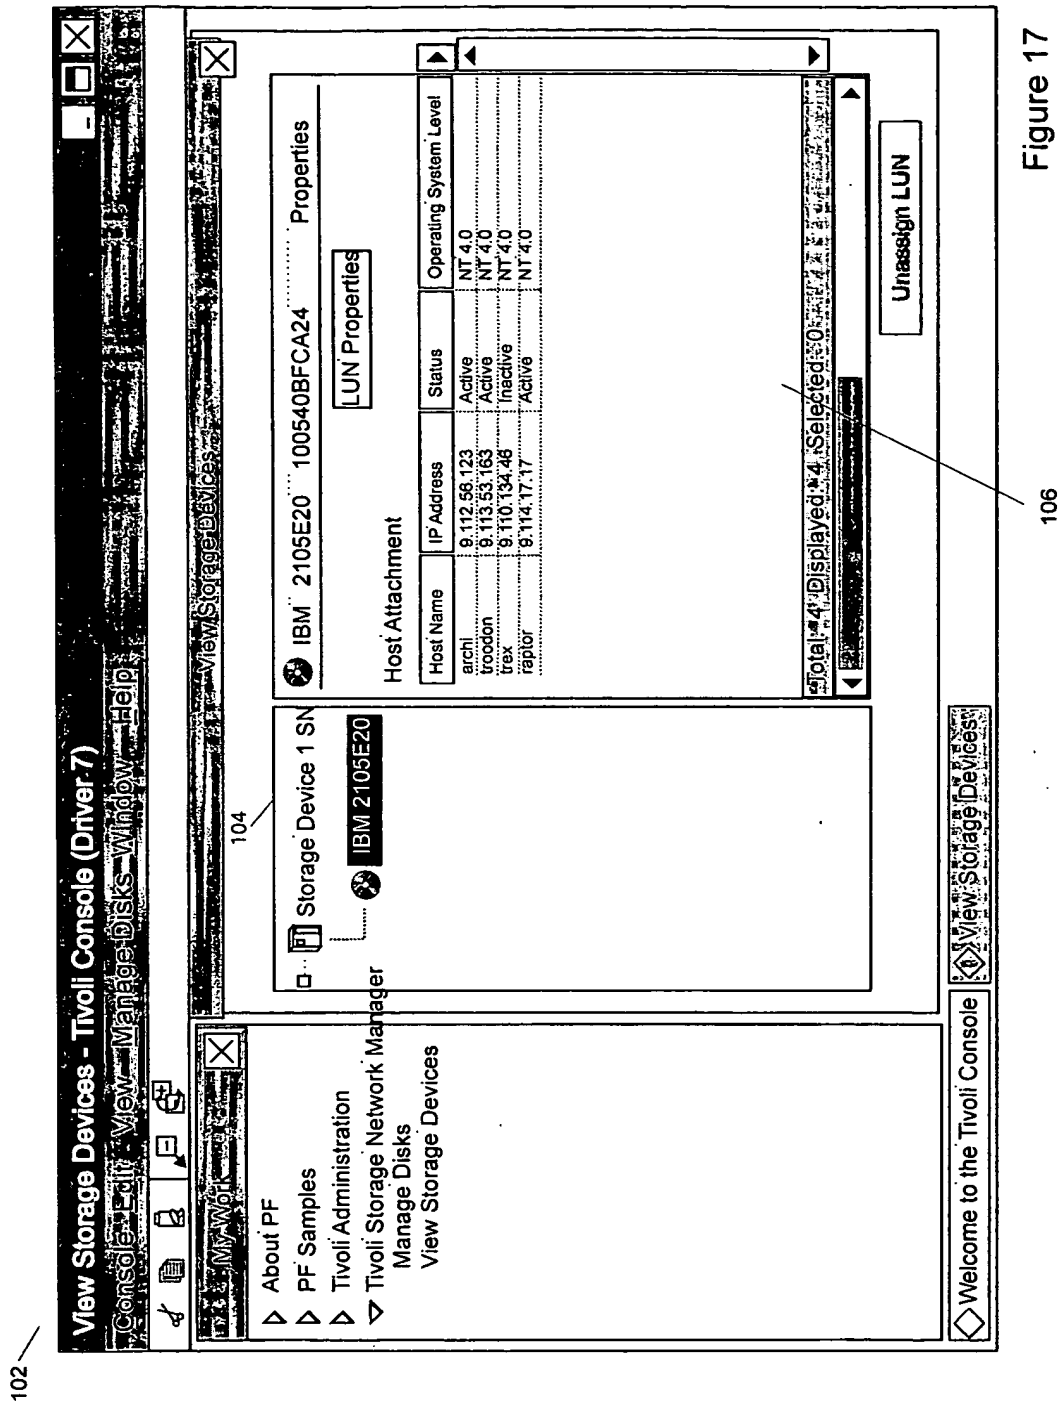 102
View Storage Devices - Tivoli Console (Driver 7)
Console Edit View Manage Disks Window Help
My Work
About PF
PF Samples
Tivoli Administration
Tivoli Storage Network Manager
Manage Disks
View Storage Devices
View Storage Devices
104
Storage Device 1 SN
IBM 2105E20
IBM 2105E20 100540BFCA24 Properties
LUN Properties
Host Attachment
Host Name IP Address Status Operating System Level
archi 9.112.56.123 Active NT 4.0
troodon 9.113.53.163 Active NT 4.0
trex 9.110.134.46 Inactive NT 4.0
raptor 9.114.17.17 Active NT 4.0
Total: 4 Displayed: 4 Selected: 0
Unassign LUN
106
Welcome to the Tivoli Console
View Storage Devices
Figure 17